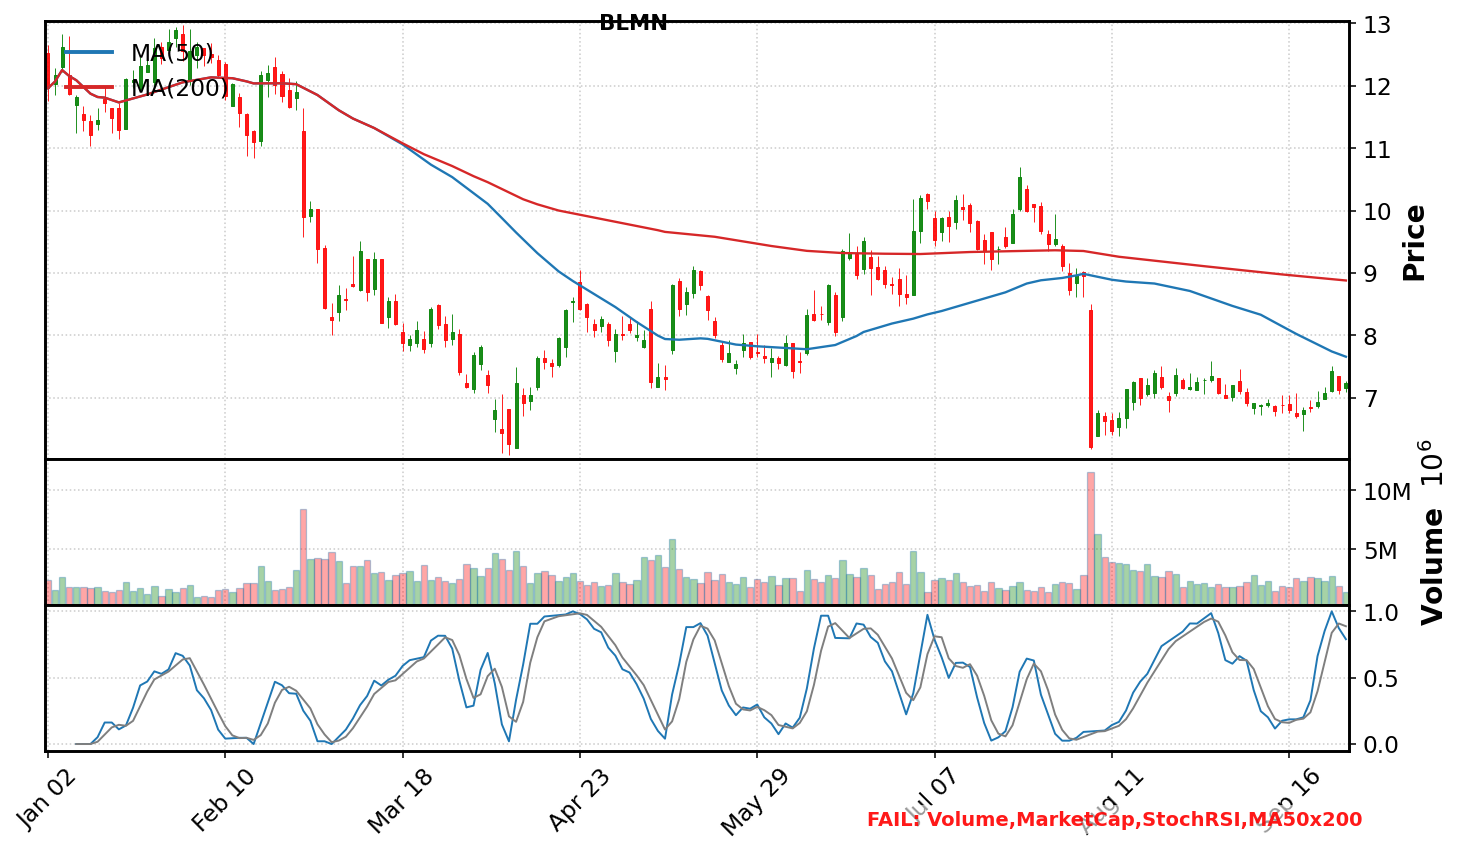 BLMN
MA(50)
MA(200)
13
12
11
10
9
8
7
Price
10M
5M
Volume 10^6
1.0
0.5
0.0
Jan 02
Feb 10
Mar 18
Apr 23
May 29
Jul 07
Aug 11
Sep 16
FAIL: Volume,MarketCap,StochRSI,MA50x200